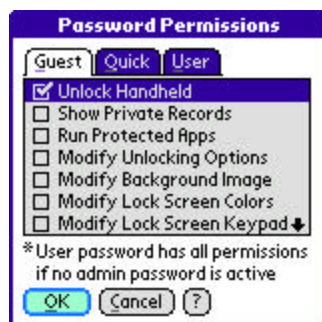 Password Permissions
Guest Quick User
Unlock Handheld
Show Private Records
Run Protected Apps
Modify Unlocking Options
Modify Background Image
Modify Lock Screen Colors
Modify Lock Screen Keypad
*User password has all permissions
if no admin password is active
OK Cancel ?